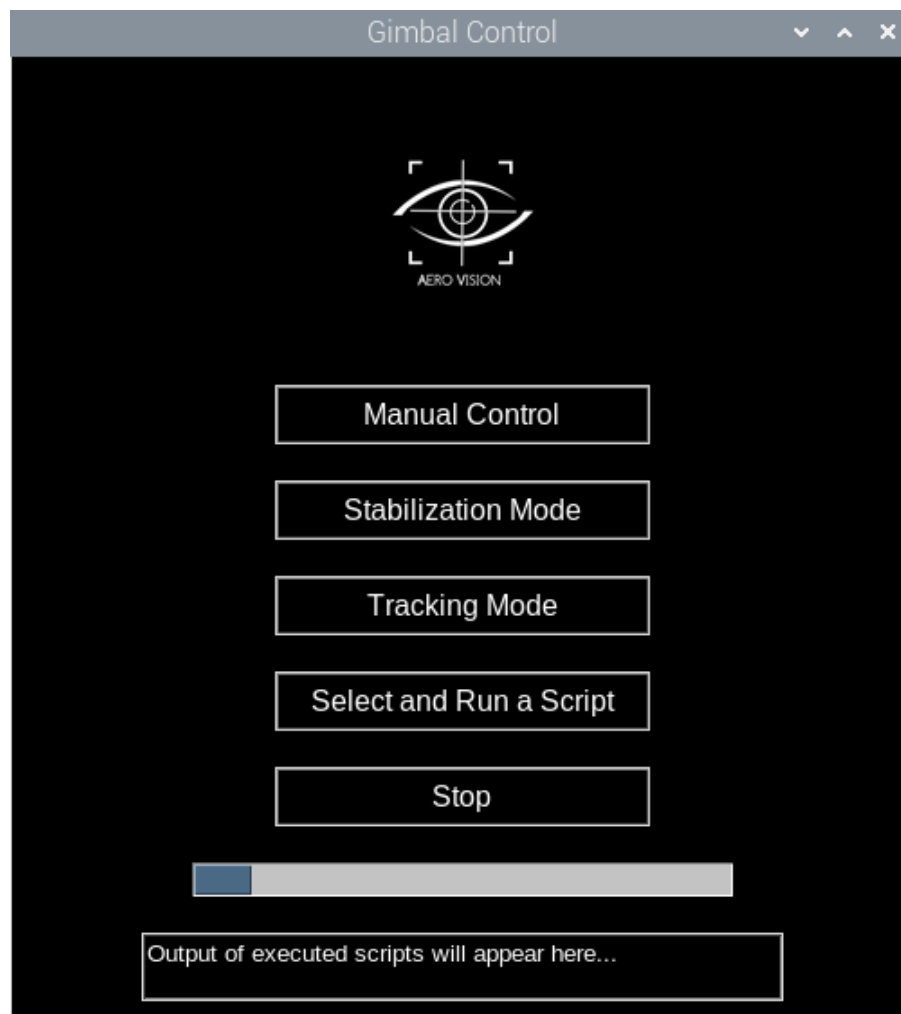 Gimbal Control
AERO VISION
Manual Control
Stabilization Mode
Tracking Mode
Select and Run a Script
Stop
Output of executed scripts will appear here...